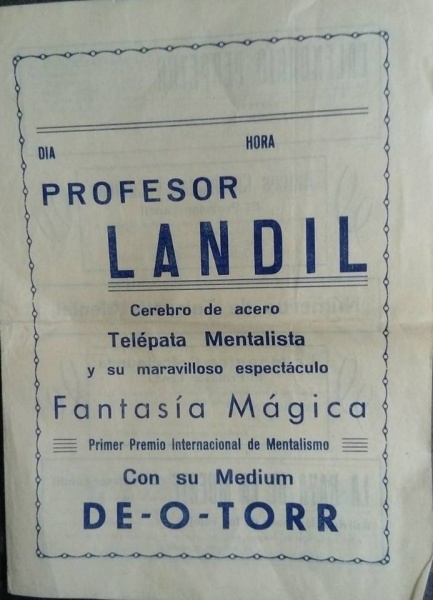 DIA HORA
PROFESOR
LANDIL
Cerebro de acero
Telépata Mentalista
y su maravilloso espectáculo
Fantasía Mágica
Primer Premio Internacional de Mentalismo
Con su Medium
DE-O-TORR